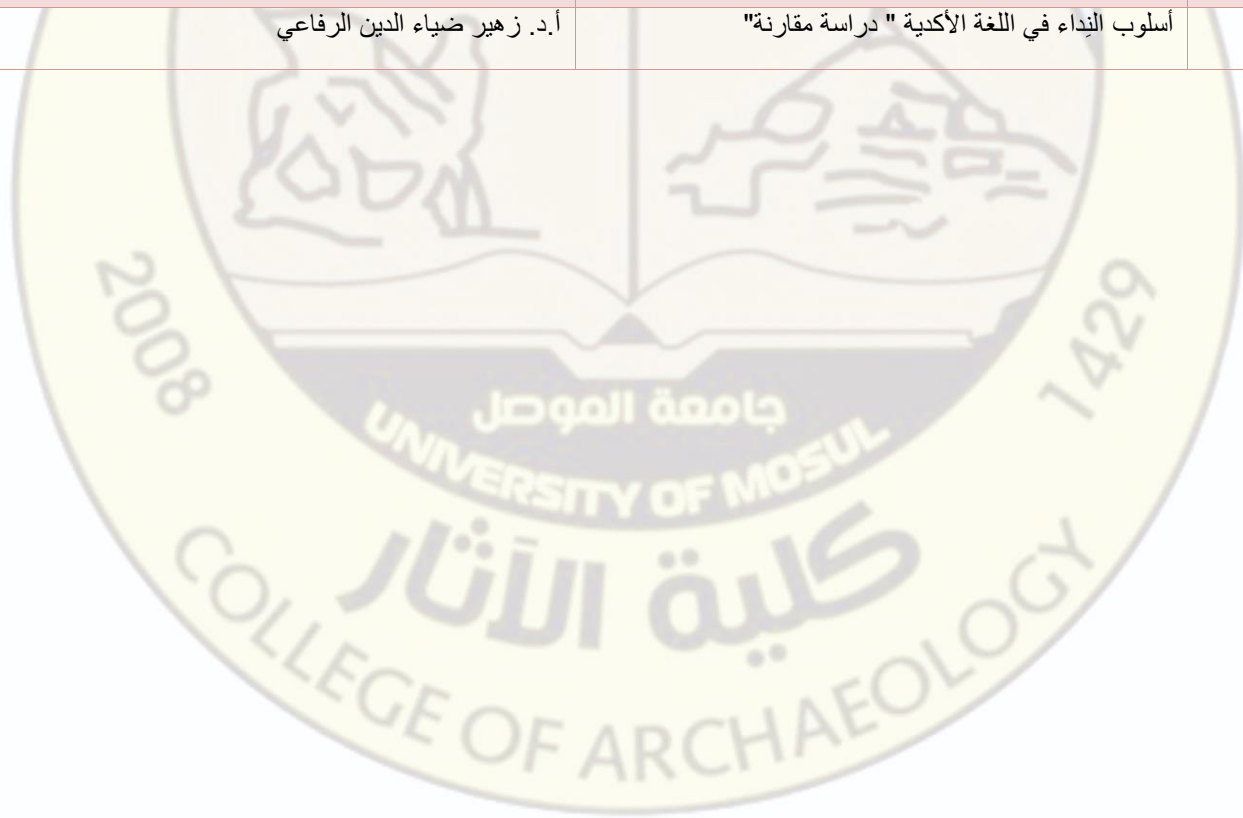 أسلوب النِداء في اللغة الأكدية " دراسة مقارنة"
أ.د. زهير ضياء الدين الرفاعي
2008
1429
جامعة الموصل
UNIVERSITY OF MOSUL
كلية الآثار
COLLEGE OF ARCHAEOLOGY